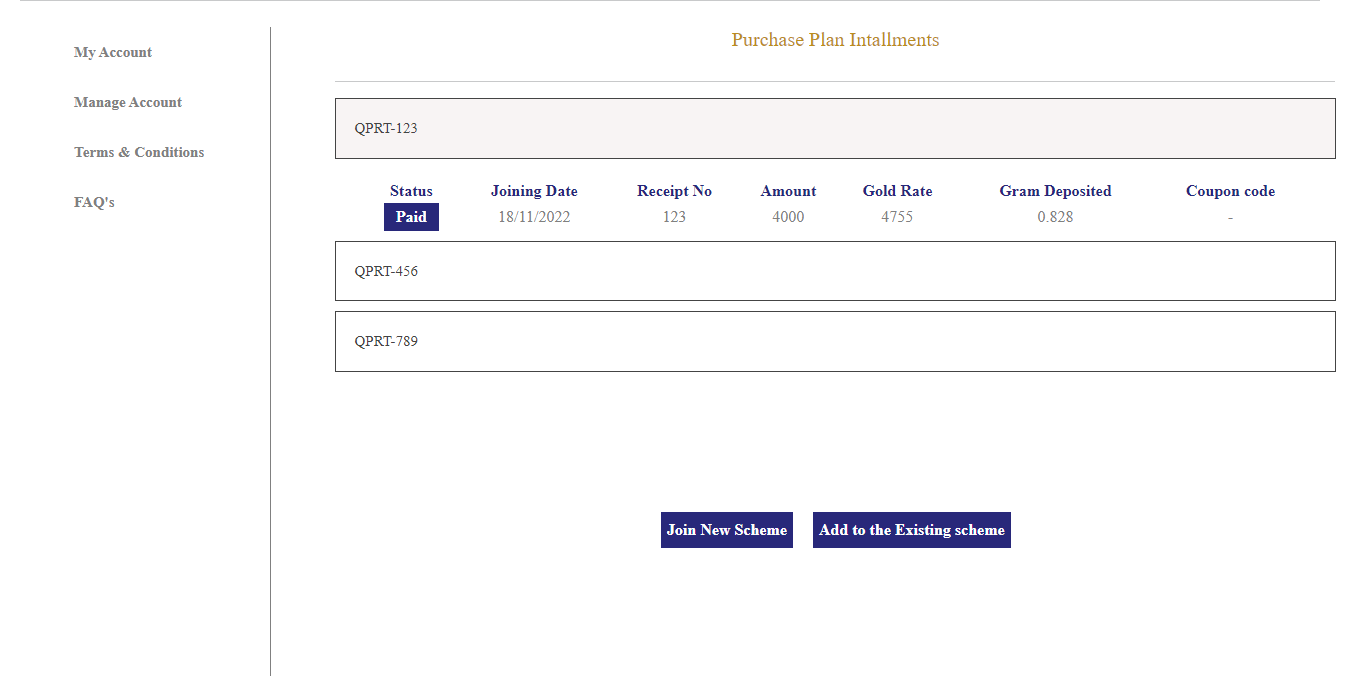 My Account
Manage Account
Terms & Conditions
FAQ's
Purchase Plan Intallments
QPRT-123
Status Joining Date Receipt No Amount Gold Rate Gram Deposited Coupon code
Paid 18/11/2022 123 4000 4755 0.828 -
QPRT-456
QPRT-789
Join New Scheme Add to the Existing scheme